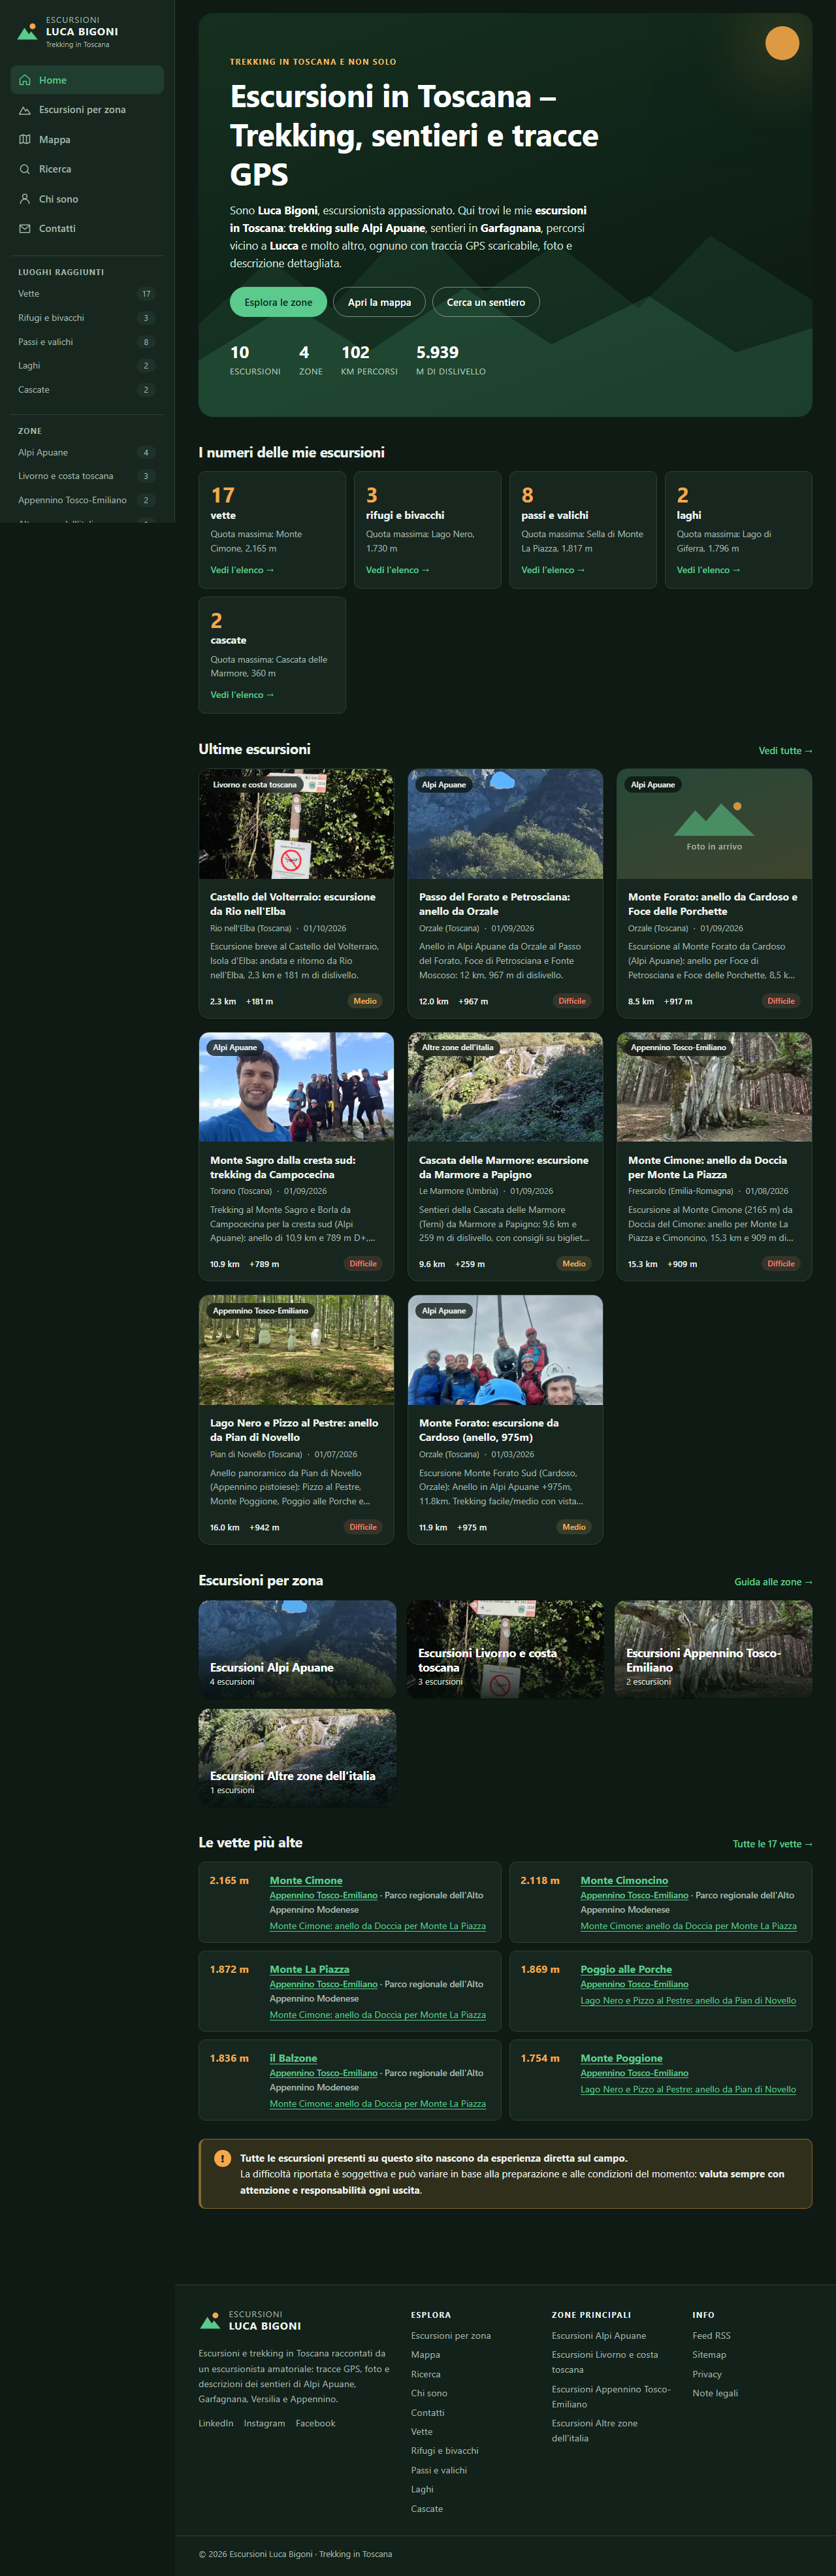 ESCURSIONI
LUCA BIGONI
Trekking in Toscana
Home
Escursioni per zona
Mappa
Ricerca
Chi sono
Contatti
LUOGHI RAGGIUNTI
Vette 17
Rifugi e bivacchi 3
Passi e valichi 8
Laghi 2
Cascate 2
ZONE
Alpi Apuane 4
Livorno e costa toscana 3
Appennino Tosco-Emiliano 2
TREKKING IN TOSCANA E NON SOLO
Escursioni in Toscana –
Trekking, sentieri e tracce
GPS
Sono Luca Bigoni, escursionista appassionato. Qui trovi le mie escursioni
in Toscana: trekking sulle Alpi Apuane, sentieri in Garfagnana, percorsi
vicino a Lucca e molto altro, ognuno con traccia GPS scaricabile, foto e
descrizione dettagliata.
Esplora le zone Apri la mappa Cerca un sentiero
10 4 102 5.939
ESCURSIONI ZONE KM PERCORSI M DI DISLIVELLO
I numeri delle mie escursioni
17
vette
Quota massima: Monte
Cimone, 2.165 m
Vedi l'elenco →
3
rifugi e bivacchi
Quota massima: Lago Nero,
1.730 m
Vedi l'elenco →
8
passi e valichi
Quota massima: Sella di Monte
La Piazza, 1.817 m
Vedi l'elenco →
2
laghi
Quota massima: Lago di
Giferra, 1.796 m
Vedi l'elenco →
2
cascate
Quota massima: Cascata delle
Marmore, 360 m
Vedi l'elenco →
Ultime escursioni Vedi tutte →
Livorno e costa toscana
Castello del Volterraio: escursione
da Rio nell'Elba
Rio nell'Elba (Toscana) · 01/10/2026
Escursione breve al Castello del Volterraio,
Isola d'Elba: andata e ritorno da Rio
nell'Elba, 2,3 km e 181 m di dislivello.
2.3 km +181 m Medio
Alpi Apuane
Passo del Forato e Petrosciana:
anello da Orzale
Orzale (Toscana) · 01/09/2026
Anello in Alpi Apuane da Orzale al Passo
del Forato, Foce di Petrosciana e Fonte
Moscoso: 12 km, 967 m di dislivello.
12.0 km +967 m Difficile
Alpi Apuane
Foto in arrivo
Monte Forato: anello da Cardoso e
Foce delle Porchette
Orzale (Toscana) · 01/09/2026
Escursione al Monte Forato da Cardoso
(Alpi Apuane): anello per Foce di
Petrosciana e Foce delle Porchette, 8,5 k...
8.5 km +917 m Difficile
Alpi Apuane
Monte Sagro dalla cresta sud:
trekking da Campocecina
Torano (Toscana) · 01/09/2026
Trekking al Monte Sagro e Borla da
Campocecina per la cresta sud (Alpi
Apuane): anello di 10,9 km e 789 m D+,...
10.9 km +789 m Difficile
Altre zone dell'italia
Cascata delle Marmore: escursione
da Marmore a Papigno
Le Marmore (Umbria) · 01/09/2026
Sentieri della Cascata delle Marmore
(Terni) da Marmore a Papigno: 9,6 km e
259 m di dislivello, con consigli su bigliet...
9.6 km +259 m Medio
Appennino Tosco-Emiliano
Monte Cimone: anello da Doccia
per Monte La Piazza
Frescarolo (Emilia-Romagna) · 01/08/2026
Escursione al Monte Cimone (2165 m) da
Doccia del Cimone: anello per Monte La
Piazza e Cimoncino, 15,3 km e 909 m di...
15.3 km +909 m Difficile
Appennino Tosco-Emiliano
Lago Nero e Pizzo al Pestre: anello
da Pian di Novello
Pian di Novello (Toscana) · 01/07/2026
Anello panoramico da Pian di Novello
(Appennino pistoiese): Pizzo al Pestre,
Monte Poggione, Poggio alle Porche e...
16.0 km +942 m Difficile
Alpi Apuane
Monte Forato: escursione da
Cardoso (anello, 975m)
Orzale (Toscana) · 01/03/2026
Escursione Monte Forato Sud (Cardoso,
Orzale): Anello in Alpi Apuane +975m,
11.8km. Trekking facile/medio con vista...
11.9 km +975 m Medio
Escursioni per zona Guida alle zone →
Escursioni Alpi Apuane
4 escursioni
Escursioni Livorno e costa
toscana
3 escursioni
Escursioni Appennino Tosco-
Emiliano
2 escursioni
Escursioni Altre zone dell'italia
1 escursioni
Le vette più alte Tutte le 17 vette →
2.165 m Monte Cimone
Appennino Tosco-Emiliano · Parco regionale dell'Alto
Appennino Modenese
Monte Cimone: anello da Doccia per Monte La Piazza
2.118 m Monte Cimoncino
Appennino Tosco-Emiliano · Parco regionale dell'Alto
Appennino Modenese
Monte Cimone: anello da Doccia per Monte La Piazza
1.872 m Monte La Piazza
Appennino Tosco-Emiliano · Parco regionale dell'Alto
Appennino Modenese
Monte Cimone: anello da Doccia per Monte La Piazza
1.869 m Poggio alle Porche
Appennino Tosco-Emiliano
Lago Nero e Pizzo al Pestre: anello da Pian di Novello
1.836 m il Balzone
Appennino Tosco-Emiliano · Parco regionale dell'Alto
Appennino Modenese
Monte Cimone: anello da Doccia per Monte La Piazza
1.754 m Monte Poggione
Appennino Tosco-Emiliano
Lago Nero e Pizzo al Pestre: anello da Pian di Novello
! Tutte le escursioni presenti su questo sito nascono da esperienza diretta sul campo.
La difficoltà riportata è soggettiva e può variare in base alla preparazione e alle condizioni del momento: valuta sempre con
attenzione e responsabilità ogni uscita.
ESCURSIONI
LUCA BIGONI
Escursioni e trekking in Toscana raccontati da
un escursionista amatoriale: tracce GPS, foto e
descrizioni dei sentieri di Alpi Apuane,
Garfagnana, Versilia e Appennino.
LinkedIn Instagram Facebook
ESPLORA
Escursioni per zona
Mappa
Ricerca
Chi sono
Contatti
Vette
Rifugi e bivacchi
Passi e valichi
Laghi
Cascate
ZONE PRINCIPALI
Escursioni Alpi Apuane
Escursioni Livorno e costa
toscana
Escursioni Appennino Tosco-
Emiliano
Escursioni Altre zone
dell'italia
INFO
Feed RSS
Sitemap
Privacy
Note legali
© 2026 Escursioni Luca Bigoni · Trekking in Toscana